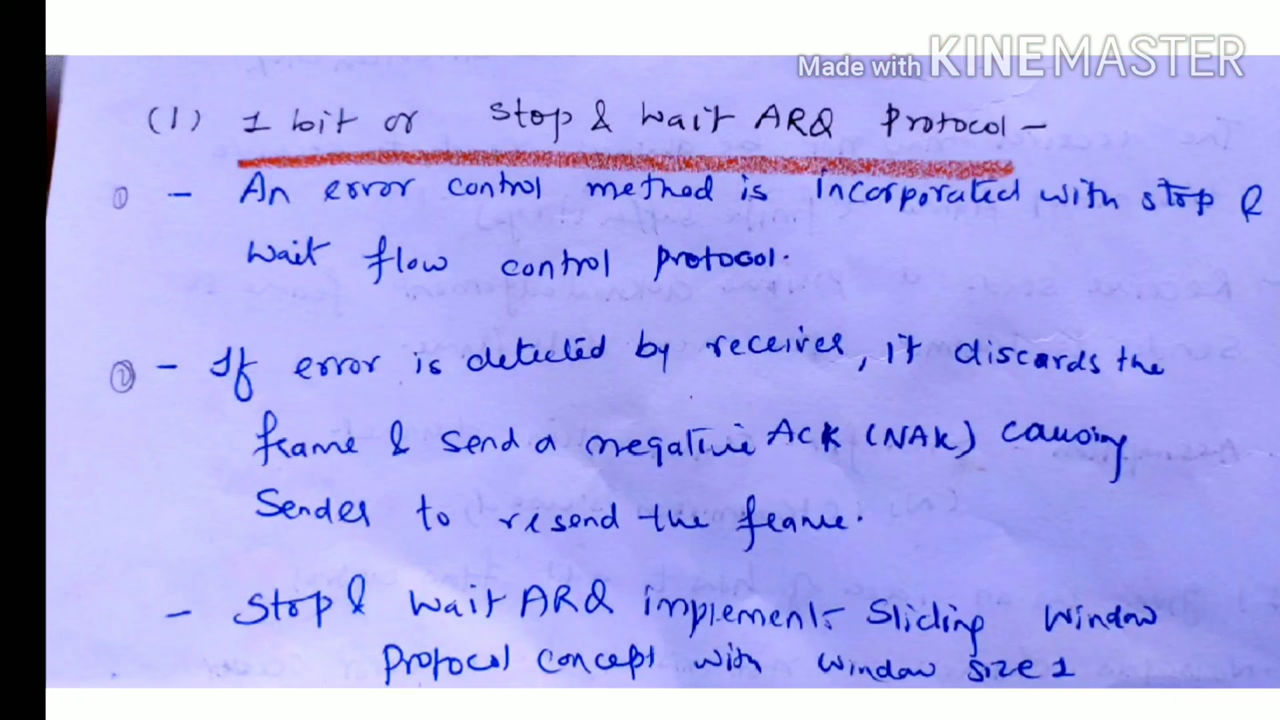 Made with KINEMASTER
(1) 1 bit or Stop & Wait ARQ Protocol -
① - An error control method is incorporated with stop &
Wait flow control protocol.
② - If error is detected by receiver, it discards the
frame & send a negative ACK (NAK) causing
Sender to resend the frame.
- Stop & Wait ARQ implements Sliding Window
Protocol concept with window size 1